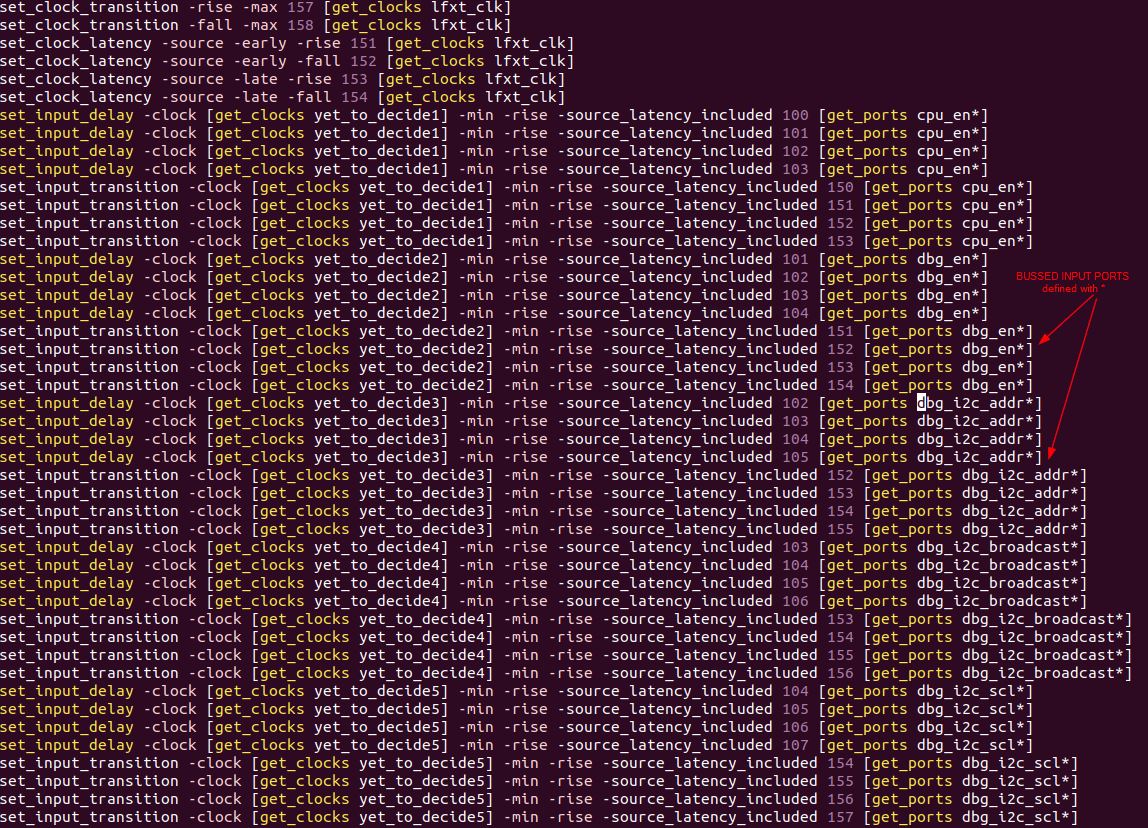 set_clock_transition -rise -max 157 [get_clocks lfxt_clk]
set_clock_transition -fall -max 158 [get_clocks lfxt_clk]
set_clock_latency -source -early -rise 151 [get_clocks lfxt_clk]
set_clock_latency -source -early -fall 152 [get_clocks lfxt_clk]
set_clock_latency -source -late -rise 153 [get_clocks lfxt_clk]
set_clock_latency -source -late -fall 154 [get_clocks lfxt_clk]
set_input_delay -clock [get_clocks yet_to_decide1] -min -rise -source_latency_included 100 [get_ports cpu_en*]
set_input_delay -clock [get_clocks yet_to_decide1] -min -rise -source_latency_included 101 [get_ports cpu_en*]
set_input_delay -clock [get_clocks yet_to_decide1] -min -rise -source_latency_included 102 [get_ports cpu_en*]
set_input_delay -clock [get_clocks yet_to_decide1] -min -rise -source_latency_included 103 [get_ports cpu_en*]
set_input_transition -clock [get_clocks yet_to_decide1] -min -rise -source_latency_included 150 [get_ports cpu_en*]
set_input_transition -clock [get_clocks yet_to_decide1] -min -rise -source_latency_included 151 [get_ports cpu_en*]
set_input_transition -clock [get_clocks yet_to_decide1] -min -rise -source_latency_included 152 [get_ports cpu_en*]
set_input_transition -clock [get_clocks yet_to_decide1] -min -rise -source_latency_included 153 [get_ports cpu_en*]
set_input_delay -clock [get_clocks yet_to_decide2] -min -rise -source_latency_included 101 [get_ports dbg_en*]
set_input_delay -clock [get_clocks yet_to_decide2] -min -rise -source_latency_included 102 [get_ports dbg_en*]
BUSSED INPUT PORTS
set_input_delay -clock [get_clocks yet_to_decide2] -min -rise -source_latency_included 103 [get_ports dbg_en*]
defined with *
set_input_delay -clock [get_clocks yet_to_decide2] -min -rise -source_latency_included 104 [get_ports dbg_en*]
set_input_transition -clock [get_clocks yet_to_decide2] -min -rise -source_latency_included 151 [get_ports dbg_en*]
set_input_transition -clock [get_clocks yet_to_decide2] -min -rise -source_latency_included 152 [get_ports dbg_en*]
set_input_transition -clock [get_clocks yet_to_decide2] -min -rise -source_latency_included 153 [get_ports dbg_en*]
set_input_transition -clock [get_clocks yet_to_decide2] -min -rise -source_latency_included 154 [get_ports dbg_en*]
set_input_delay -clock [get_clocks yet_to_decide3] -min -rise -source_latency_included 102 [get_ports dbg_i2c_addr*]
set_input_delay -clock [get_clocks yet_to_decide3] -min -rise -source_latency_included 103 [get_ports dbg_i2c_addr*]
set_input_delay -clock [get_clocks yet_to_decide3] -min -rise -source_latency_included 104 [get_ports dbg_i2c_addr*]
set_input_delay -clock [get_clocks yet_to_decide3] -min -rise -source_latency_included 105 [get_ports dbg_i2c_addr*]
set_input_transition -clock [get_clocks yet_to_decide3] -min -rise -source_latency_included 152 [get_ports dbg_i2c_addr*]
set_input_transition -clock [get_clocks yet_to_decide3] -min -rise -source_latency_included 153 [get_ports dbg_i2c_addr*]
set_input_transition -clock [get_clocks yet_to_decide3] -min -rise -source_latency_included 154 [get_ports dbg_i2c_addr*]
set_input_transition -clock [get_clocks yet_to_decide3] -min -rise -source_latency_included 155 [get_ports dbg_i2c_addr*]
set_input_delay -clock [get_clocks yet_to_decide4] -min -rise -source_latency_included 103 [get_ports dbg_i2c_broadcast*]
set_input_delay -clock [get_clocks yet_to_decide4] -min -rise -source_latency_included 104 [get_ports dbg_i2c_broadcast*]
set_input_delay -clock [get_clocks yet_to_decide4] -min -rise -source_latency_included 105 [get_ports dbg_i2c_broadcast*]
set_input_delay -clock [get_clocks yet_to_decide4] -min -rise -source_latency_included 106 [get_ports dbg_i2c_broadcast*]
set_input_transition -clock [get_clocks yet_to_decide4] -min -rise -source_latency_included 153 [get_ports dbg_i2c_broadcast*]
set_input_transition -clock [get_clocks yet_to_decide4] -min -rise -source_latency_included 154 [get_ports dbg_i2c_broadcast*]
set_input_transition -clock [get_clocks yet_to_decide4] -min -rise -source_latency_included 155 [get_ports dbg_i2c_broadcast*]
set_input_transition -clock [get_clocks yet_to_decide4] -min -rise -source_latency_included 156 [get_ports dbg_i2c_broadcast*]
set_input_delay -clock [get_clocks yet_to_decide5] -min -rise -source_latency_included 104 [get_ports dbg_i2c_scl*]
set_input_delay -clock [get_clocks yet_to_decide5] -min -rise -source_latency_included 105 [get_ports dbg_i2c_scl*]
set_input_delay -clock [get_clocks yet_to_decide5] -min -rise -source_latency_included 106 [get_ports dbg_i2c_scl*]
set_input_delay -clock [get_clocks yet_to_decide5] -min -rise -source_latency_included 107 [get_ports dbg_i2c_scl*]
set_input_transition -clock [get_clocks yet_to_decide5] -min -rise -source_latency_included 154 [get_ports dbg_i2c_scl*]
set_input_transition -clock [get_clocks yet_to_decide5] -min -rise -source_latency_included 155 [get_ports dbg_i2c_scl*]
set_input_transition -clock [get_clocks yet_to_decide5] -min -rise -source_latency_included 156 [get_ports dbg_i2c_scl*]
set_input_transition -clock [get_clocks yet_to_decide5] -min -rise -source_latency_included 157 [get_ports dbg_i2c_scl*]